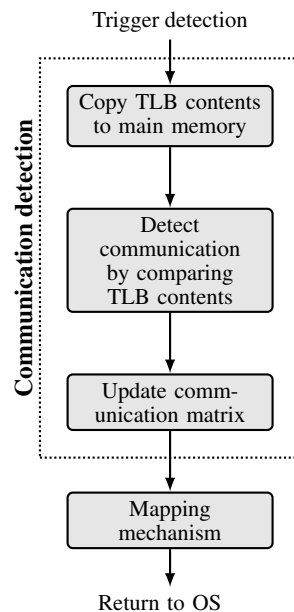 Trigger detection
Copy TLB contents
to main memory
Detect
communication
by comparing
TLB contents
Update comm-
unication matrix
Communication detection
Mapping
mechanism
Return to OS